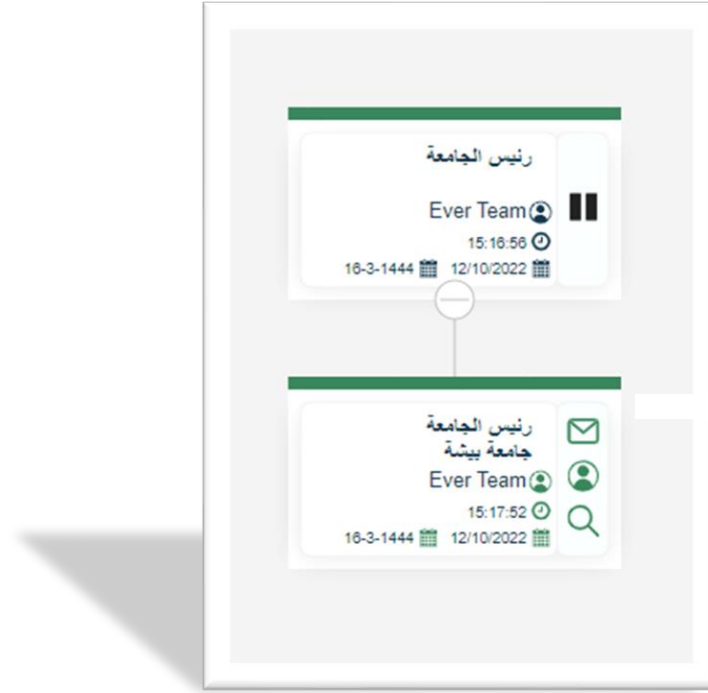 رئيس الجامعة
Ever Team
15:16:56
12/10/2022 16-3-1444
رئيس الجامعة
جامعة بيشة
Ever Team
15:17:52
12/10/2022 16-3-1444